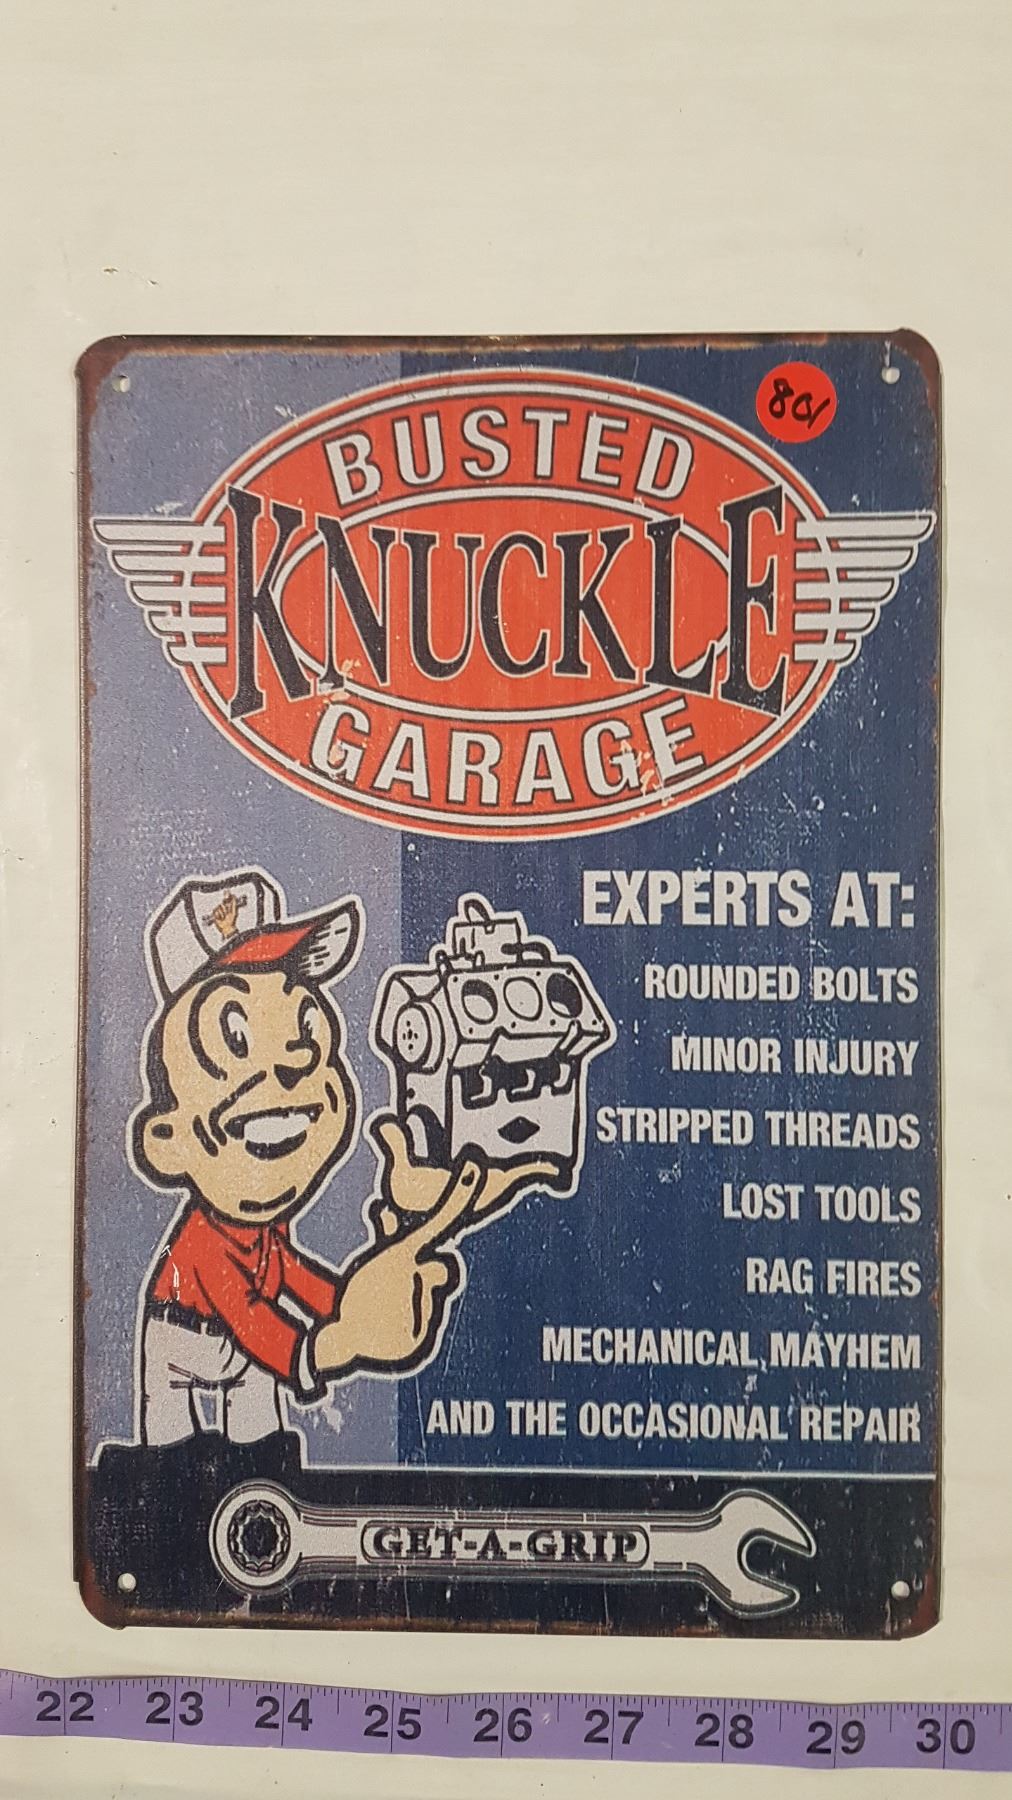 801
BUSTED
KNUCKLE
GARAGE
EXPERTS AT:
ROUNDED BOLTS
MINOR INJURY
STRIPPED THREADS
LOST TOOLS
RAG FIRES
MECHANICAL MAYHEM
AND THE OCCASIONAL REPAIR
GET-A-GRIP
22 23 24 25 26 27 28 29 30